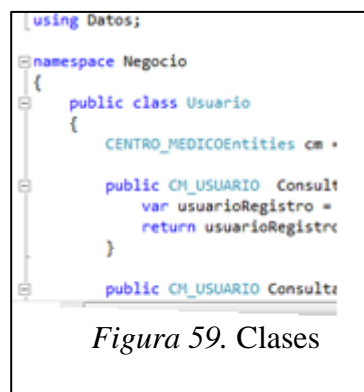 using Datos;
namespace Negocio
{
public class Usuario
{
CENTRO_MEDICOEntities cm
public CM_USUARIO Consult
var usuarioRegistro =
return usuarioRegistro
}
public CM_USUARIO Consulta
Figura 59. Clases